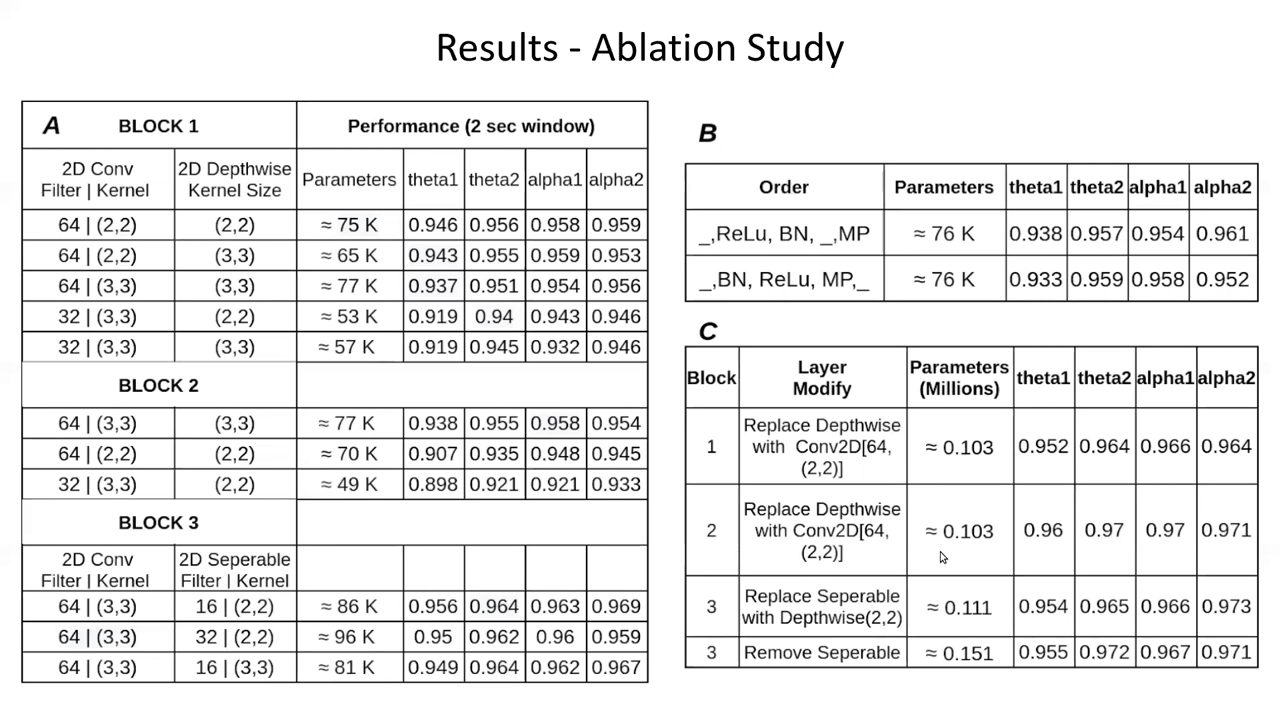 Results - Ablation Study
A BLOCK 1 Performance (2 sec window)
2D Conv Filter | Kernel 2D Depthwise Kernel Size Parameters theta1 theta2 alpha1 alpha2
64 | (2,2) (2,2) ≈ 75 K 0.946 0.956 0.958 0.959
64 | (2,2) (3,3) ≈ 65 K 0.943 0.955 0.959 0.953
64 | (3,3) (3,3) ≈ 77 K 0.937 0.951 0.954 0.956
32 | (3,3) (2,2) ≈ 53 K 0.919 0.94 0.943 0.946
32 | (3,3) (3,3) ≈ 57 K 0.919 0.945 0.932 0.946
BLOCK 2
64 | (3,3) (3,3) ≈ 77 K 0.938 0.955 0.958 0.954
64 | (2,2) (2,2) ≈ 70 K 0.907 0.935 0.948 0.945
32 | (3,3) (2,2) ≈ 49 K 0.898 0.921 0.921 0.933
BLOCK 3
2D Conv Filter | Kernel 2D Seperable Filter | Kernel
64 | (3,3) 16 | (2,2) ≈ 86 K 0.956 0.964 0.963 0.969
64 | (3,3) 32 | (2,2) ≈ 96 K 0.95 0.962 0.96 0.959
64 | (3,3) 16 | (3,3) ≈ 81 K 0.949 0.964 0.962 0.967
B
Order Parameters theta1 theta2 alpha1 alpha2
_,ReLu, BN, _,MP ≈ 76 K 0.938 0.957 0.954 0.961
_,BN, ReLu, MP,_ ≈ 76 K 0.933 0.959 0.958 0.952
C
Block Layer Modify Parameters (Millions) theta1 theta2 alpha1 alpha2
1 Replace Depthwise with Conv2D[64, (2,2)] ≈ 0.103 0.952 0.964 0.966 0.964
2 Replace Depthwise with Conv2D[64, (2,2)] ≈ 0.103 0.96 0.97 0.97 0.971
3 Replace Seperable with Depthwise(2,2) ≈ 0.111 0.954 0.965 0.966 0.973
3 Remove Seperable ≈ 0.151 0.955 0.972 0.967 0.971